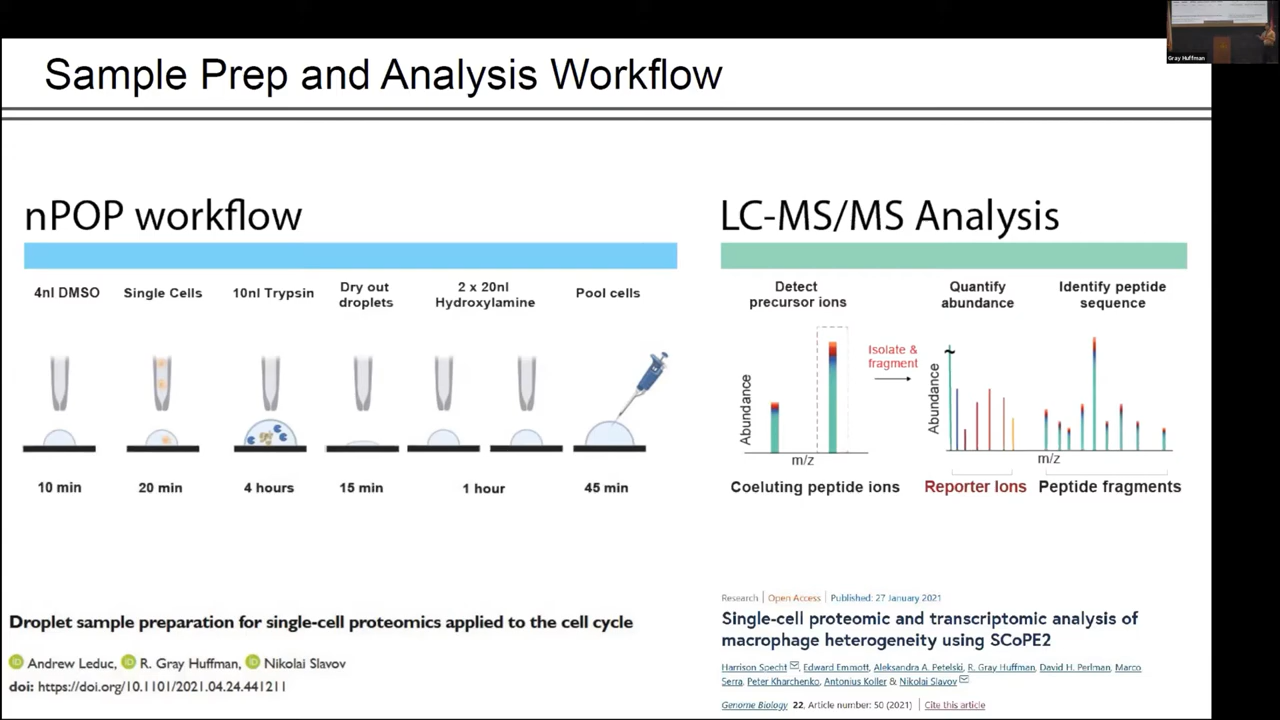 Gray Huffman
Sample Prep and Analysis Workflow
nPOP workflow
4nl DMSO
Single Cells
10nl Trypsin
Dry out
droplets
2 x 20nl
Hydroxylamine
Pool cells
10 min
20 min
4 hours
15 min
1 hour
45 min
LC-MS/MS Analysis
Detect
precursor ions
Quantify
abundance
Identify peptide
sequence
Isolate &
fragment
Abundance
m/z
Abundance
m/z
Coeluting peptide ions
Reporter Ions
Peptide fragments
Droplet sample preparation for single-cell proteomics applied to the cell cycle
iD Andrew Leduc, iD R. Gray Huffman, iD Nikolai Slavov
doi: https://doi.org/10.1101/2021.04.24.441211
Research | Open Access | Published: 27 January 2021
Single-cell proteomic and transcriptomic analysis of
macrophage heterogeneity using SCoPE2
Harrison Specht, Edward Emmott, Aleksandra A. Petelski, R. Gray Huffman, David H. Perlman, Marco
Serra, Peter Kharchenko, Antonius Koller & Nikolai Slavov
Genome Biology 22, Article number: 50 (2021) | Cite this article